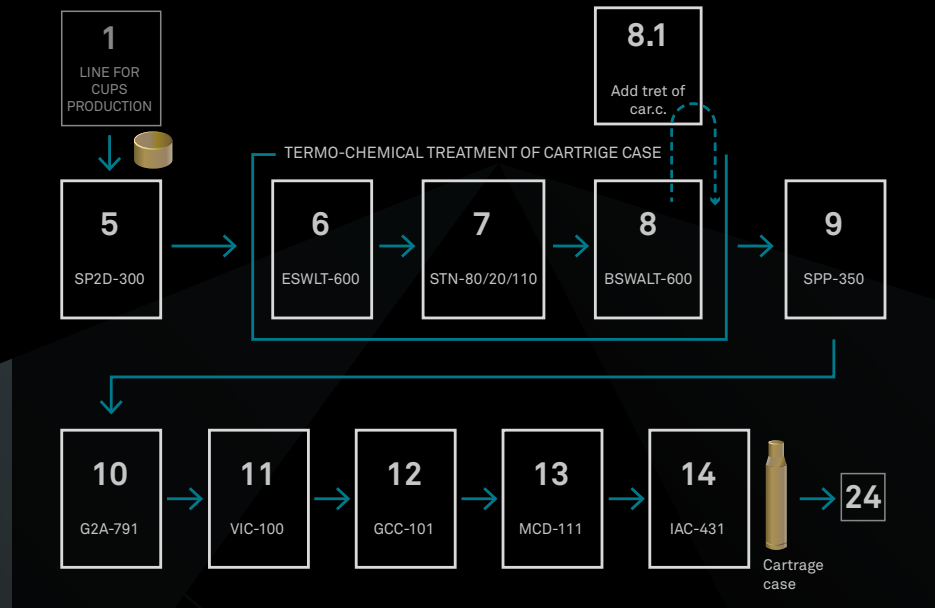 1
LINE FOR
CUPS
PRODUCTION
8.1
Add tret of
car.c.
TERMO-CHEMICAL TREATMENT OF CARTRIGE CASE
5
SP2D-300
6
ESWLT-600
7
STN-80/20/110
8
BSWALT-600
9
SPP-350
10
G2A-791
11
VIC-100
12
GCC-101
13
MCD-111
14
IAC-431
24
Cartrage
case